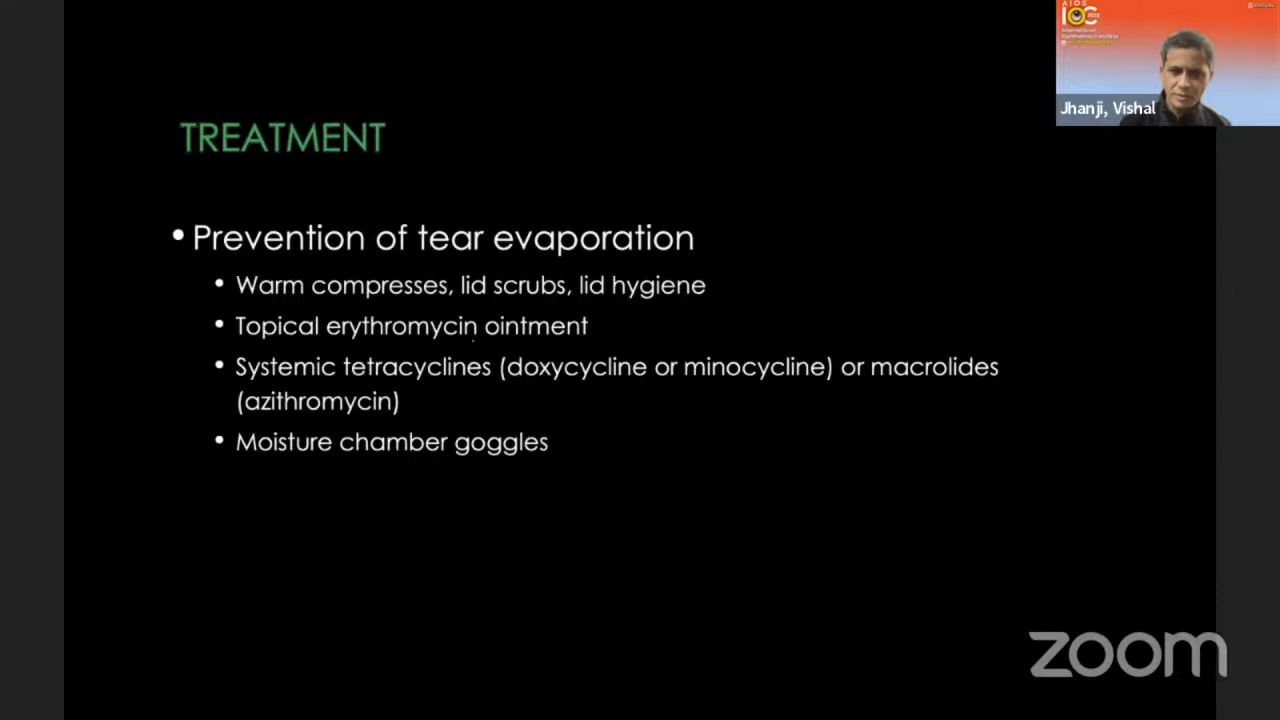 AIOS
IOC
Jhanji, Vishal
TREATMENT
• Prevention of tear evaporation
• Warm compresses, lid scrubs, lid hygiene
• Topical erythromycin ointment
• Systemic tetracyclines (doxycycline or minocycline) or macrolides
(azithromycin)
• Moisture chamber goggles
zoom